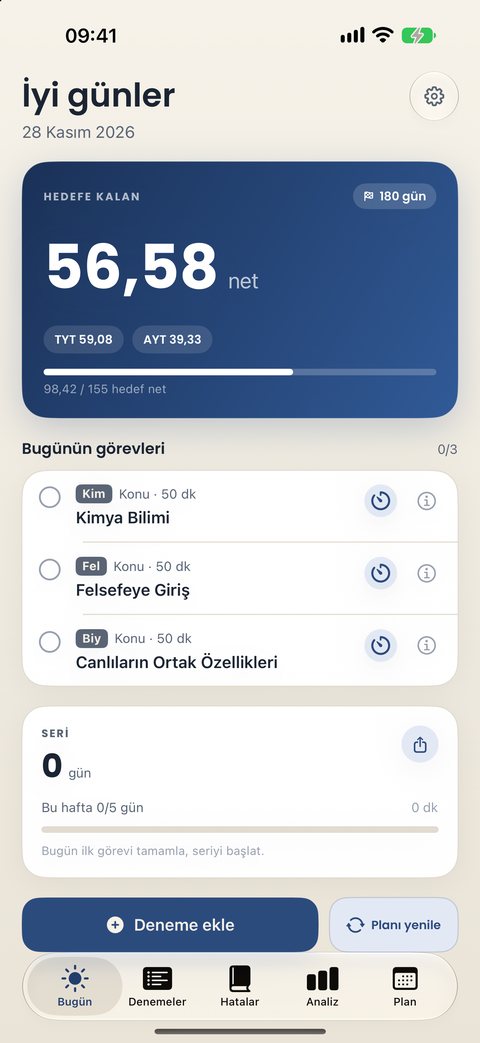 09:41
İyi günler
28 Kasım 2026
HEDEFE KALAN
180 gün
56,58 net
TYT 59,08 AYT 39,33
98,42 / 155 hedef net
Bugünün görevleri 0/3
Kim Konu · 50 dk
Kimya Bilimi
Fel Konu · 50 dk
Felsefeye Giriş
Biy Konu · 50 dk
Canlıların Ortak Özellikleri
SERİ
0 gün
Bu hafta 0/5 gün 0 dk
Bugün ilk görevi tamamla, seriyi başlat.
Deneme ekle Planı yenile
Bugün Denemeler Hatalar Analiz Plan